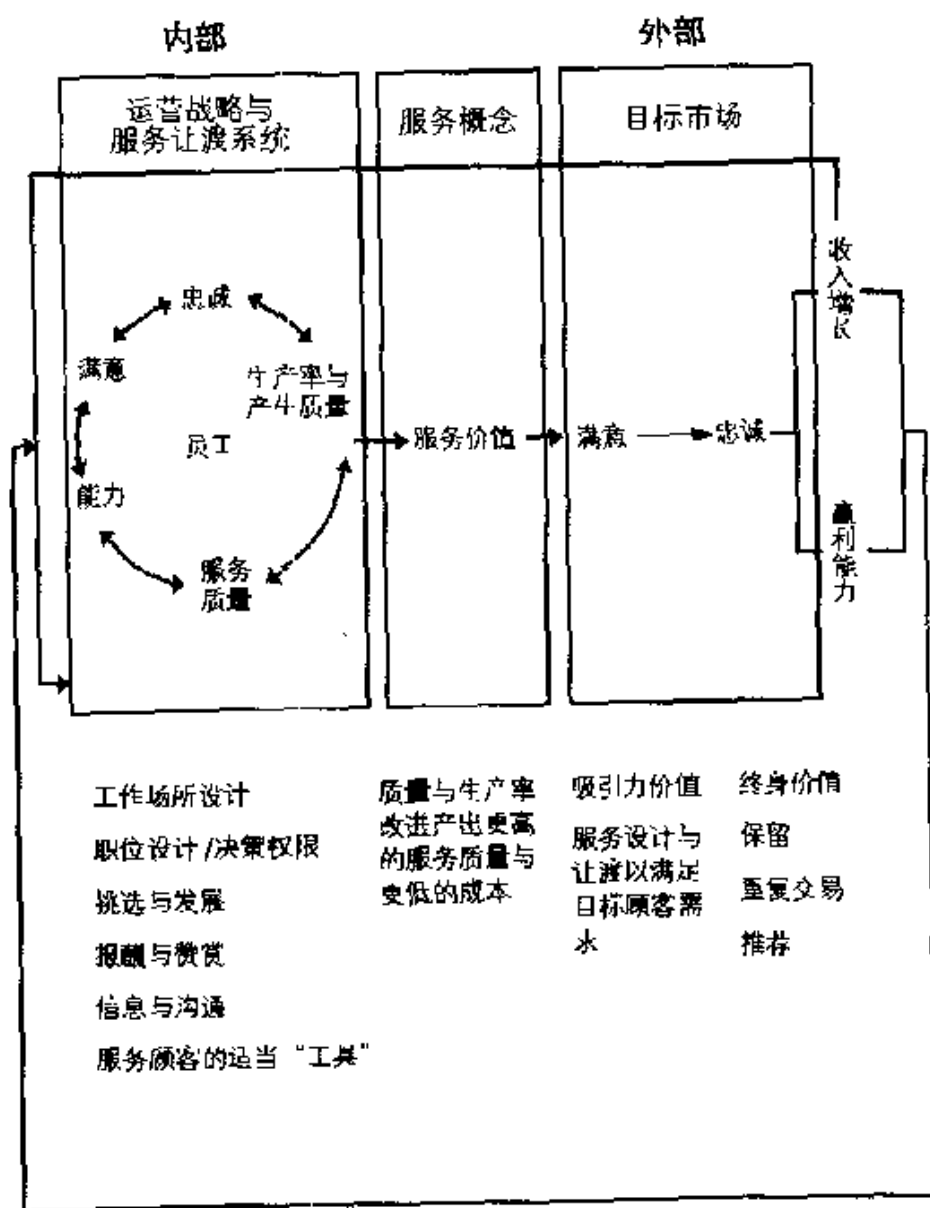 内部
外部
运营战略与
服务让渡系统
服务概念
目标市场
忠诚
满意
生产率与
产生质量
员工
能力
服务
质量
服务价值
满意
忠诚
收入增长
赢利能力
工作场所设计
职位设计/决策权限
挑选与发展
报酬与赞赏
信息与沟通
服务顾客的适当“工具”
质量与生产率
改进产出更高
的服务质量与
更低的成本
吸引力价值
服务设计与
让渡以满足
目标顾客需
水
终身价值
保留
重复交易
推荐